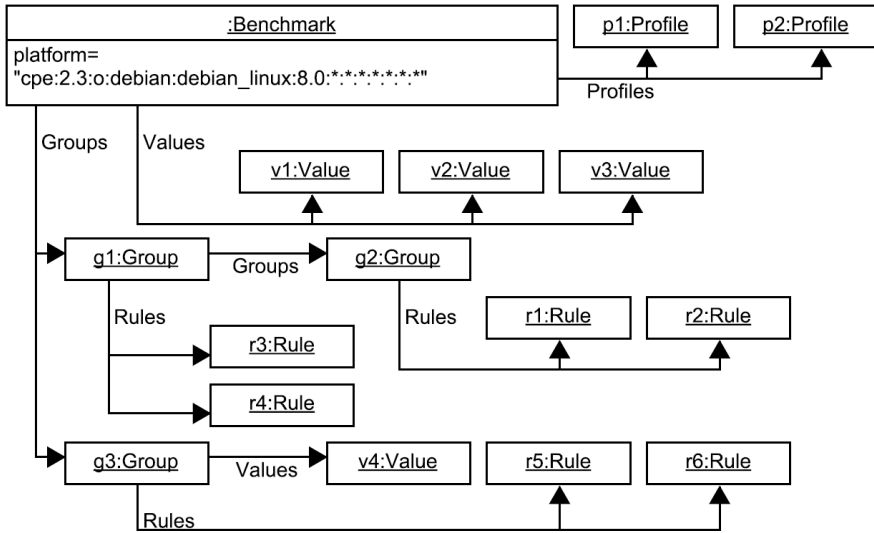 :Benchmark
platform=
"cpe:2.3:o:debian:debian_linux:8.0:*:*:*:*:*:*:*"
p1:Profile
p2:Profile
Profiles
Groups
Values
v1:Value
v2:Value
v3:Value
g1:Group
Groups
g2:Group
Rules
r3:Rule
r4:Rule
Rules
r1:Rule
r2:Rule
g3:Group
Values
v4:Value
r5:Rule
r6:Rule
Rules